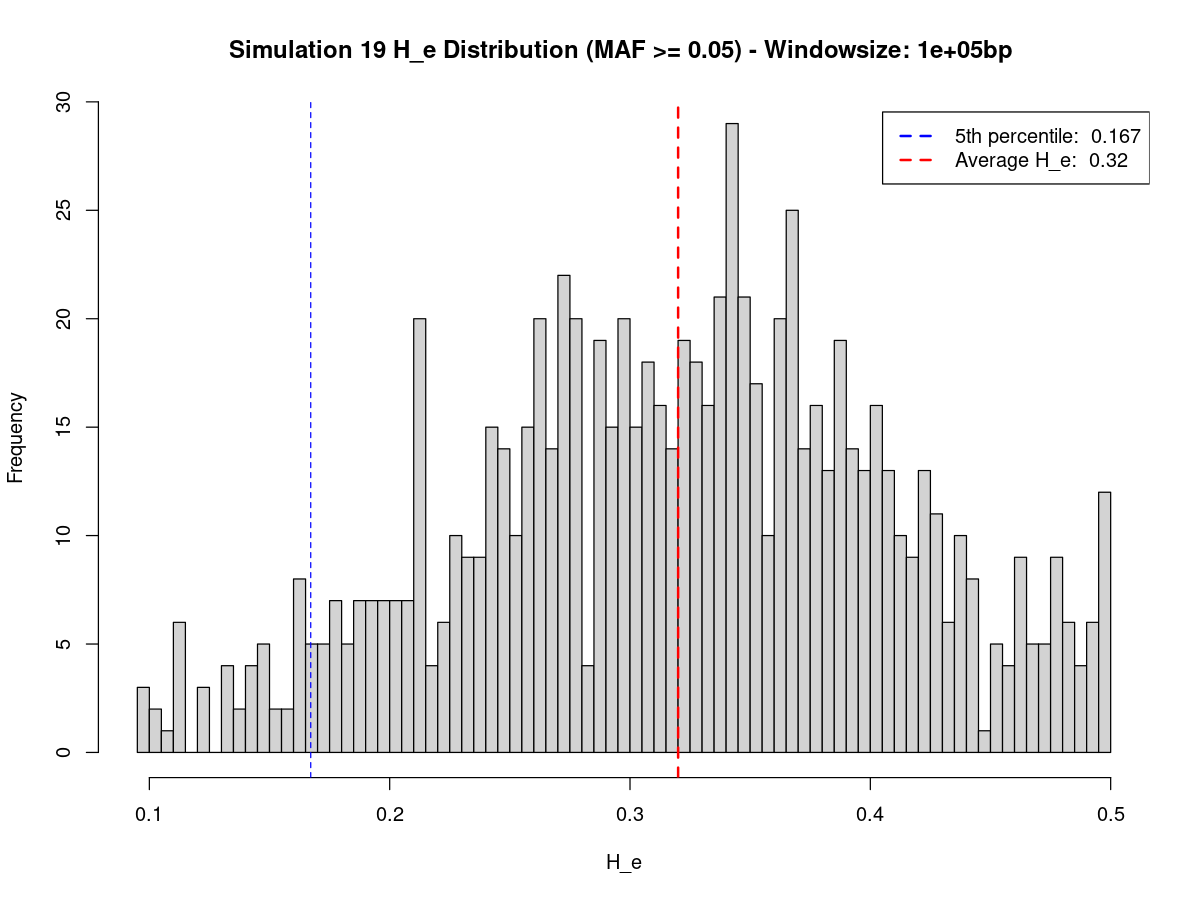 Simulation 19 H_e Distribution (MAF >= 0.05) - Windowsize: 1e+05bp
5th percentile:  0.167
Average H_e:  0.32
Frequency
30
25
20
15
10
5
0
0.1 0.2 0.3 0.4 0.5
H_e